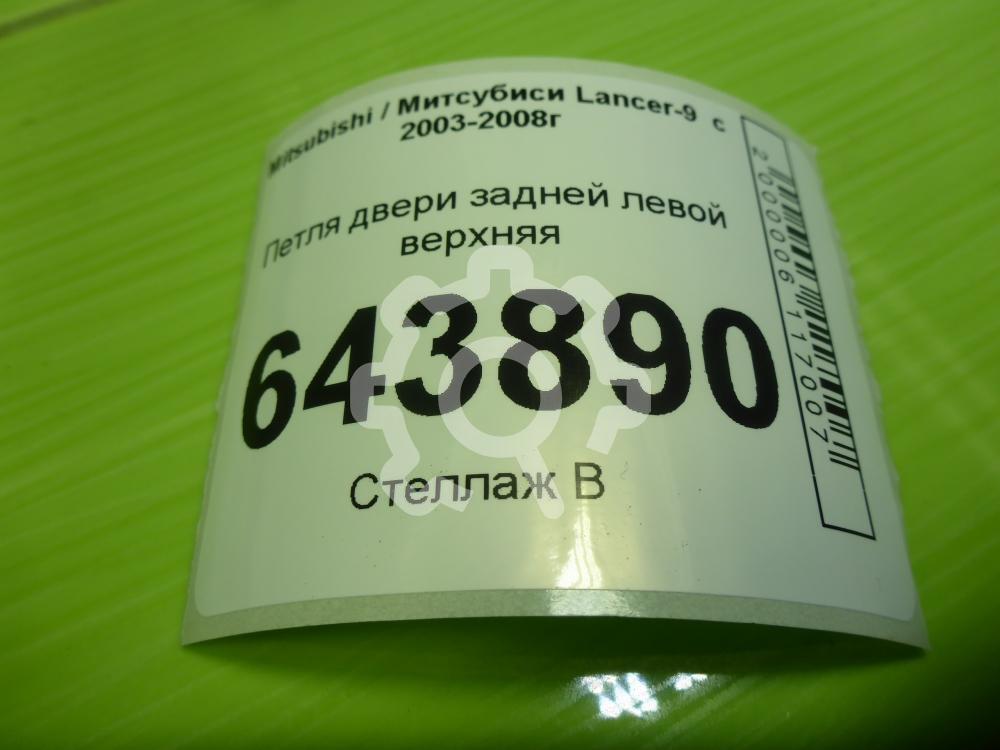 Mitsubishi / Митсубиси Lancer-9 с
2003-2008г
Петля двери задней левой
верхняя
643890
Стеллаж В
2000006117007